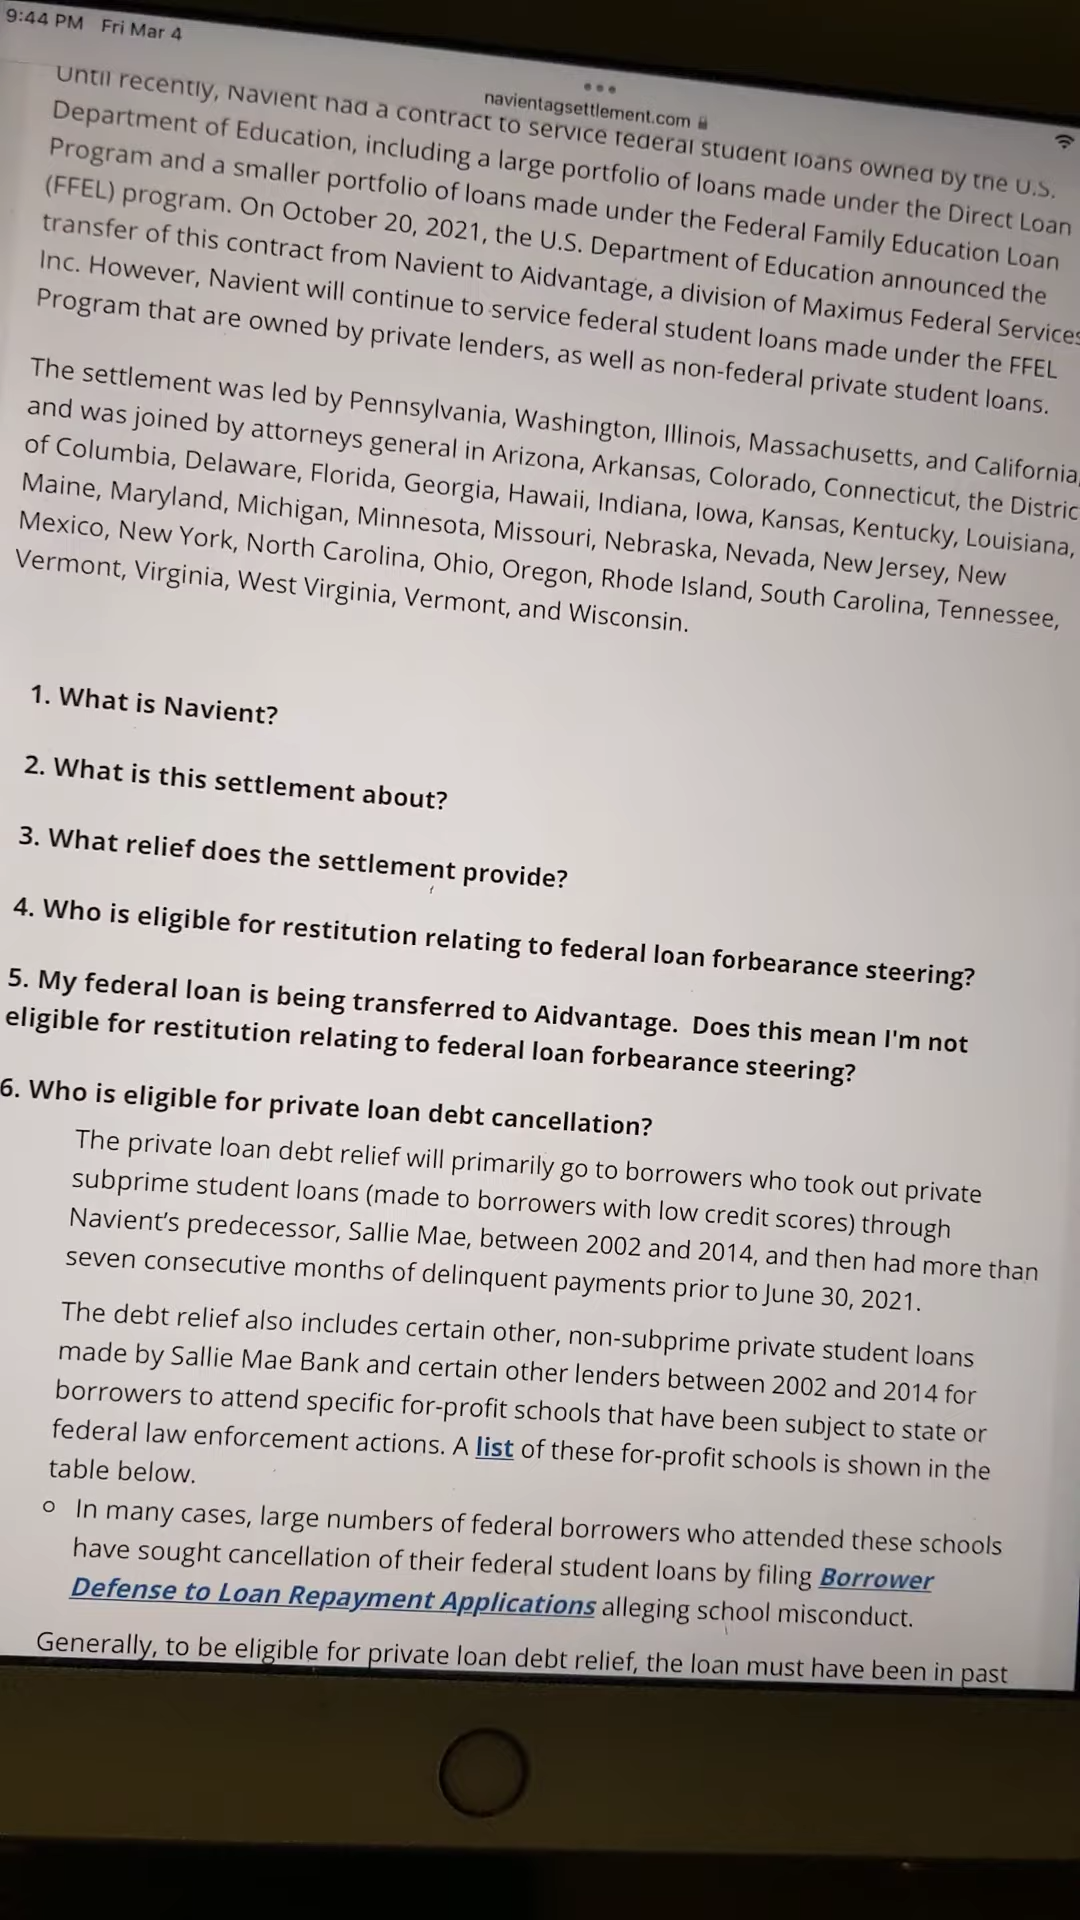 9:44 PM Fri Mar 4
navientagsettlement.com
Until recently, Navient had a contract to service federal student loans owned by the U.S.
Department of Education, including a large portfolio of loans made under the Direct Loan
Program and a smaller portfolio of loans made under the Federal Family Education Loan
(FFEL) program. On October 20, 2021, the U.S. Department of Education announced the
transfer of this contract from Navient to Aidvantage, a division of Maximus Federal Services
Inc. However, Navient will continue to service federal student loans made under the FFEL
Program that are owned by private lenders, as well as non-federal private student loans.
The settlement was led by Pennsylvania, Washington, Illinois, Massachusetts, and California,
and was joined by attorneys general in Arizona, Arkansas, Colorado, Connecticut, the Distric
of Columbia, Delaware, Florida, Georgia, Hawaii, Indiana, Iowa, Kansas, Kentucky, Louisiana,
Maine, Maryland, Michigan, Minnesota, Missouri, Nebraska, Nevada, New Jersey, New
Mexico, New York, North Carolina, Ohio, Oregon, Rhode Island, South Carolina, Tennessee,
Vermont, Virginia, West Virginia, Vermont, and Wisconsin.
1. What is Navient?
2. What is this settlement about?
3. What relief does the settlement provide?
4. Who is eligible for restitution relating to federal loan forbearance steering?
5. My federal loan is being transferred to Aidvantage. Does this mean I'm not
eligible for restitution relating to federal loan forbearance steering?
6. Who is eligible for private loan debt cancellation?
The private loan debt relief will primarily go to borrowers who took out private
subprime student loans (made to borrowers with low credit scores) through
Navient's predecessor, Sallie Mae, between 2002 and 2014, and then had more than
seven consecutive months of delinquent payments prior to June 30, 2021.
The debt relief also includes certain other, non-subprime private student loans
made by Sallie Mae Bank and certain other lenders between 2002 and 2014 for
borrowers to attend specific for-profit schools that have been subject to state or
federal law enforcement actions. A list of these for-profit schools is shown in the
table below.
o In many cases, large numbers of federal borrowers who attended these schools
have sought cancellation of their federal student loans by filing Borrower
Defense to Loan Repayment Applications alleging school misconduct.
Generally, to be eligible for private loan debt relief, the loan must have been in past